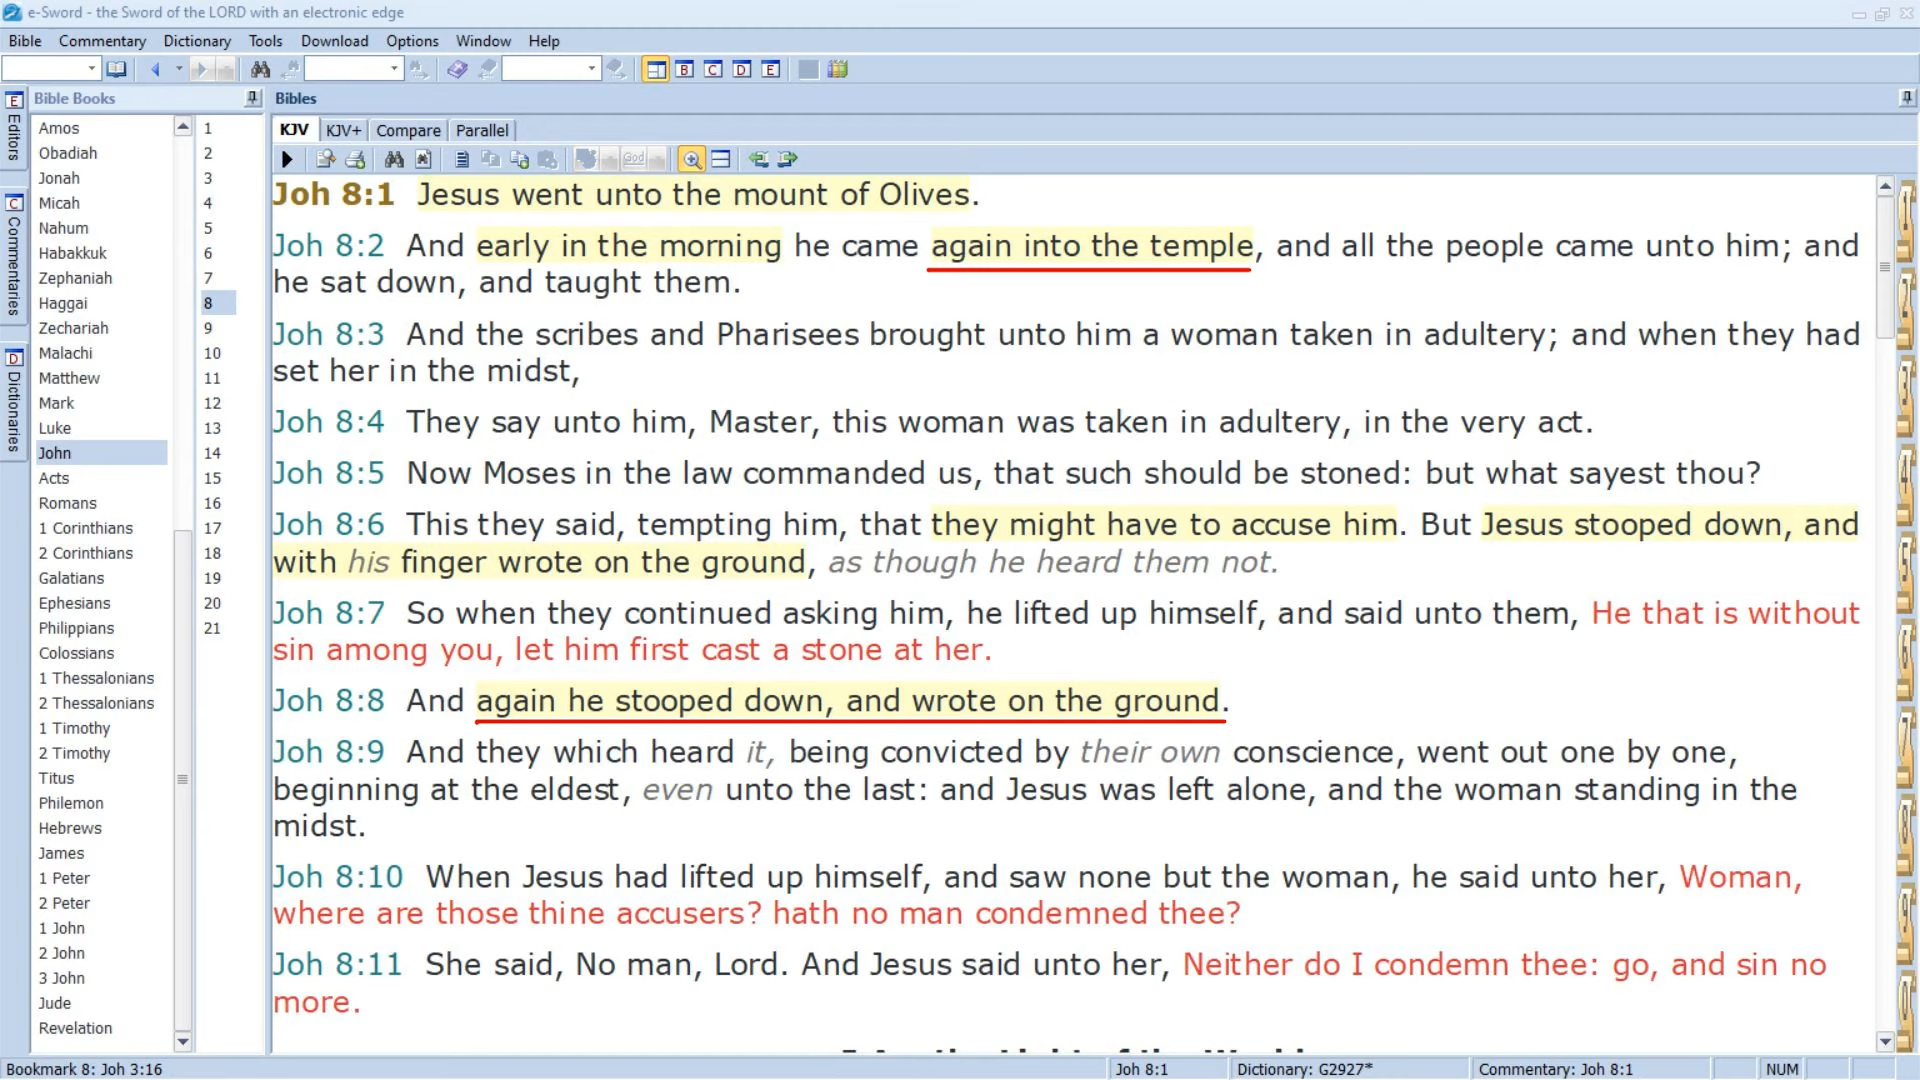 e-Sword - the Sword of the LORD with an electronic edge
Bible Commentary Dictionary Tools Download Options Window Help
B C D E
E Editors
C Commentaries
D Dictionaries
Bible Books
Amos
Obadiah
Jonah
Micah
Nahum
Habakkuk
Zephaniah
Haggai
Zechariah
Malachi
Matthew
Mark
Luke
John
Acts
Romans
1 Corinthians
2 Corinthians
Galatians
Ephesians
Philippians
Colossians
1 Thessalonians
2 Thessalonians
1 Timothy
2 Timothy
Titus
Philemon
Hebrews
James
1 Peter
2 Peter
1 John
2 John
3 John
Jude
Revelation
1
2
3
4
5
6
7
8
9
10
11
12
13
14
15
16
17
18
19
20
21
Bibles
KJV KJV+ Compare Parallel
God
Joh 8:1 Jesus went unto the mount of Olives.
Joh 8:2 And early in the morning he came again into the temple, and all the people came unto him; and
he sat down, and taught them.
Joh 8:3 And the scribes and Pharisees brought unto him a woman taken in adultery; and when they had
set her in the midst,
Joh 8:4 They say unto him, Master, this woman was taken in adultery, in the very act.
Joh 8:5 Now Moses in the law commanded us, that such should be stoned: but what sayest thou?
Joh 8:6 This they said, tempting him, that they might have to accuse him. But Jesus stooped down, and
with his finger wrote on the ground, as though he heard them not.
Joh 8:7 So when they continued asking him, he lifted up himself, and said unto them, He that is without
sin among you, let him first cast a stone at her.
Joh 8:8 And again he stooped down, and wrote on the ground.
Joh 8:9 And they which heard it, being convicted by their own conscience, went out one by one,
beginning at the eldest, even unto the last: and Jesus was left alone, and the woman standing in the
midst.
Joh 8:10 When Jesus had lifted up himself, and saw none but the woman, he said unto her, Woman,
where are those thine accusers? hath no man condemned thee?
Joh 8:11 She said, No man, Lord. And Jesus said unto her, Neither do I condemn thee: go, and sin no
more.
Bookmark 8: Joh 3:16 Joh 8:1 Dictionary: G2927* Commentary: Joh 8:1 NUM